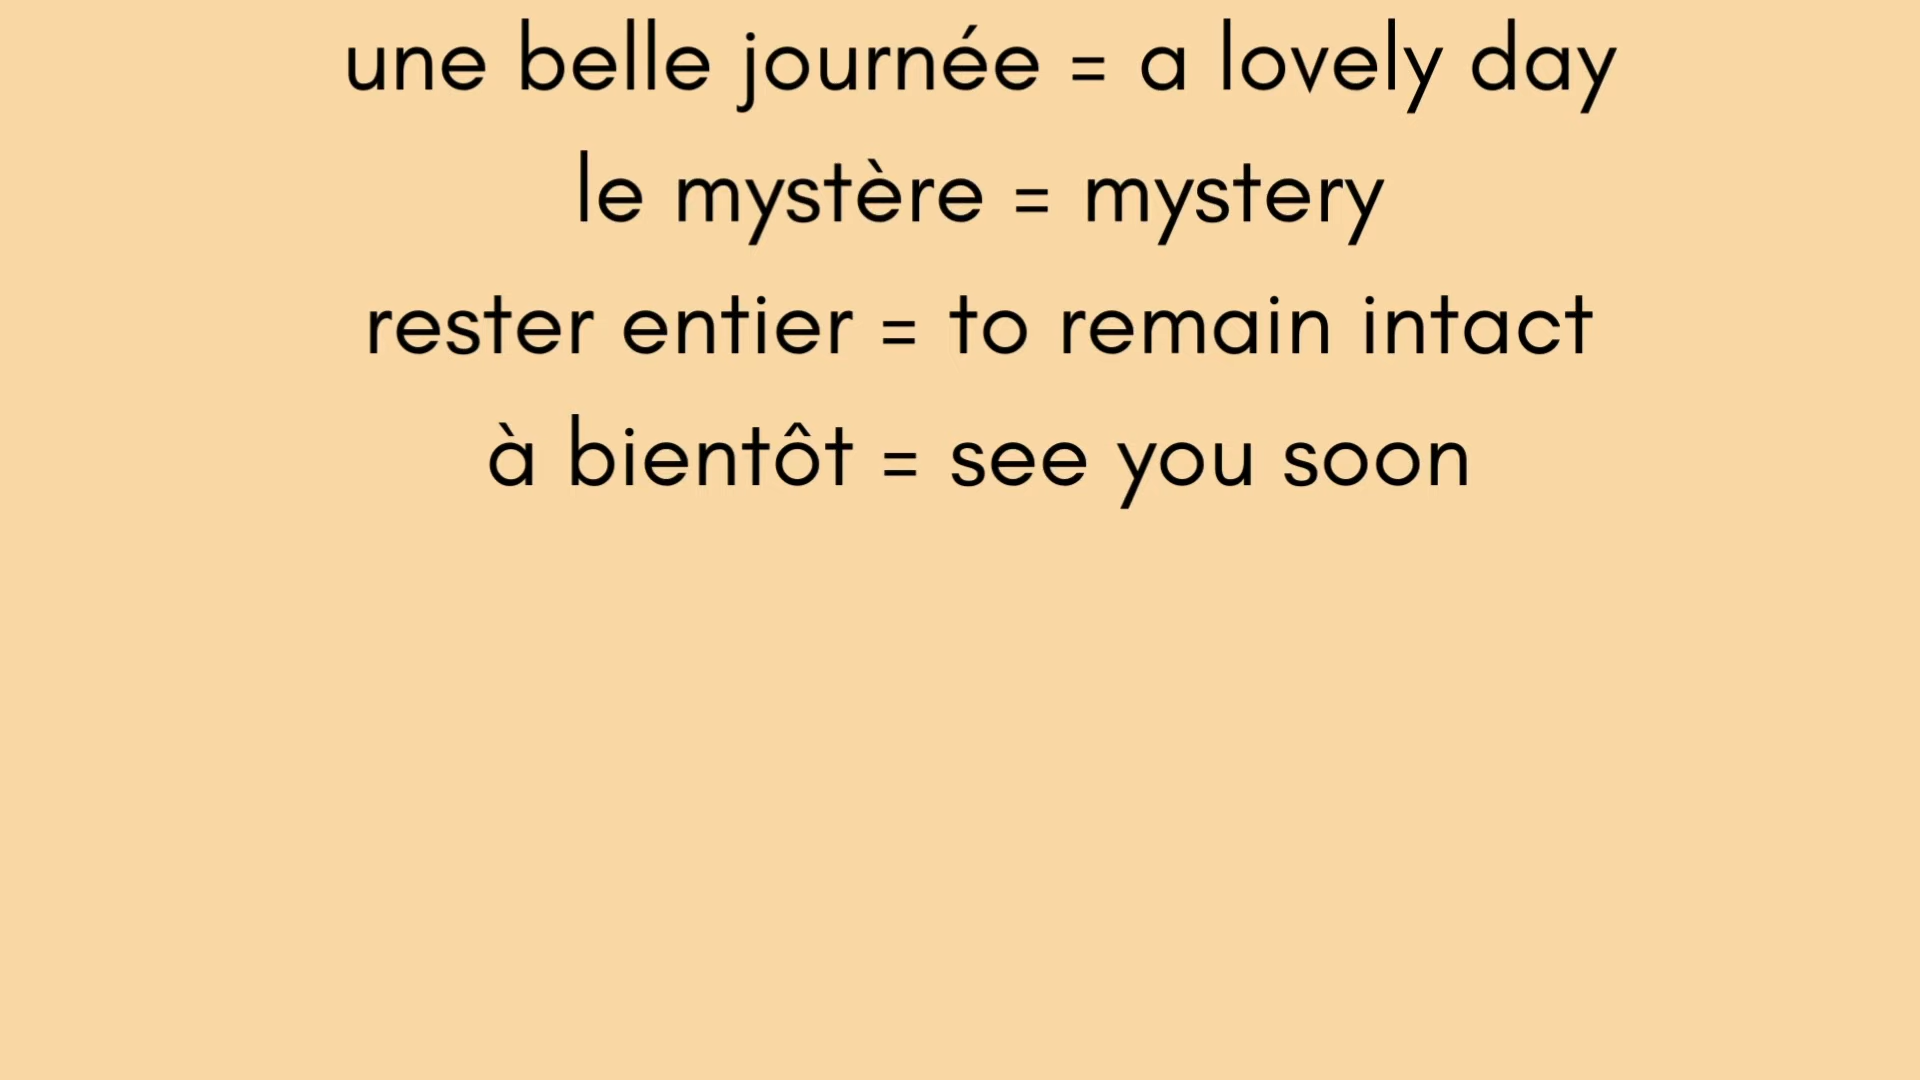 une belle journée = a lovely day
le mystère = mystery
rester entier = to remain intact
à bientôt = see you soon